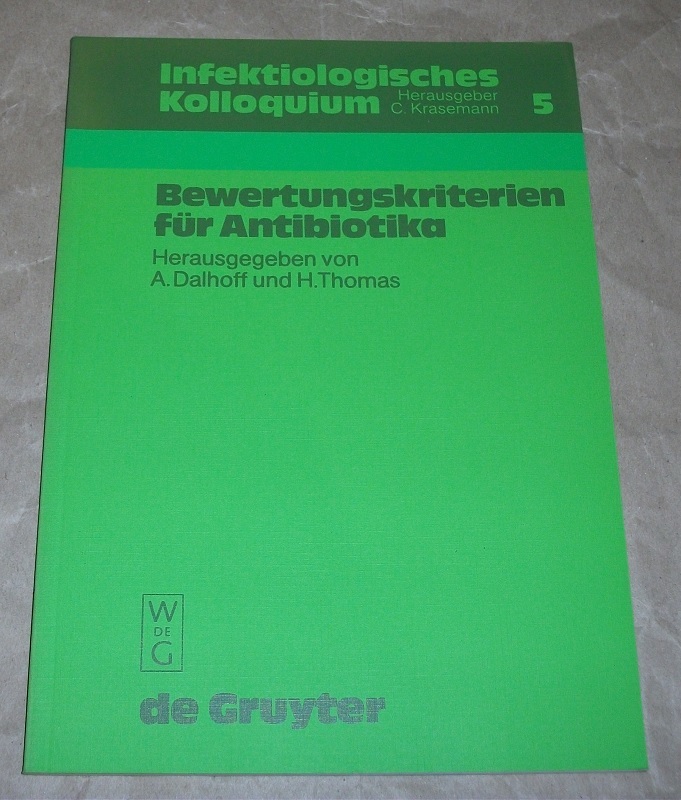 Infektiologisches
Kolloquium Herausgeber
C. Krasemann 5
Bewertungskriterien
für Antibiotika
Herausgegeben von
A. Dalhoff und H. Thomas
W
DE
G
de Gruyter